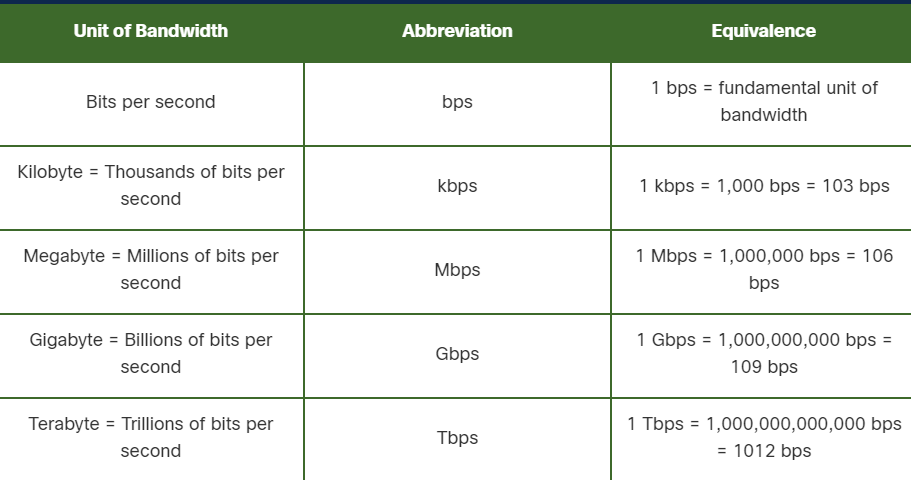 Unit of Bandwidth
Abbreviation
Equivalence
Bits per second
bps
1 bps = fundamental unit of
bandwidth
Kilobyte = Thousands of bits per
second
kbps
1 kbps = 1,000 bps = 103 bps
Megabyte = Millions of bits per
second
Mbps
1 Mbps = 1,000,000 bps = 106
bps
Gigabyte = Billions of bits per
second
Gbps
1 Gbps = 1,000,000,000 bps =
109 bps
Terabyte = Trillions of bits per
second
Tbps
1 Tbps = 1,000,000,000,000 bps
= 1012 bps